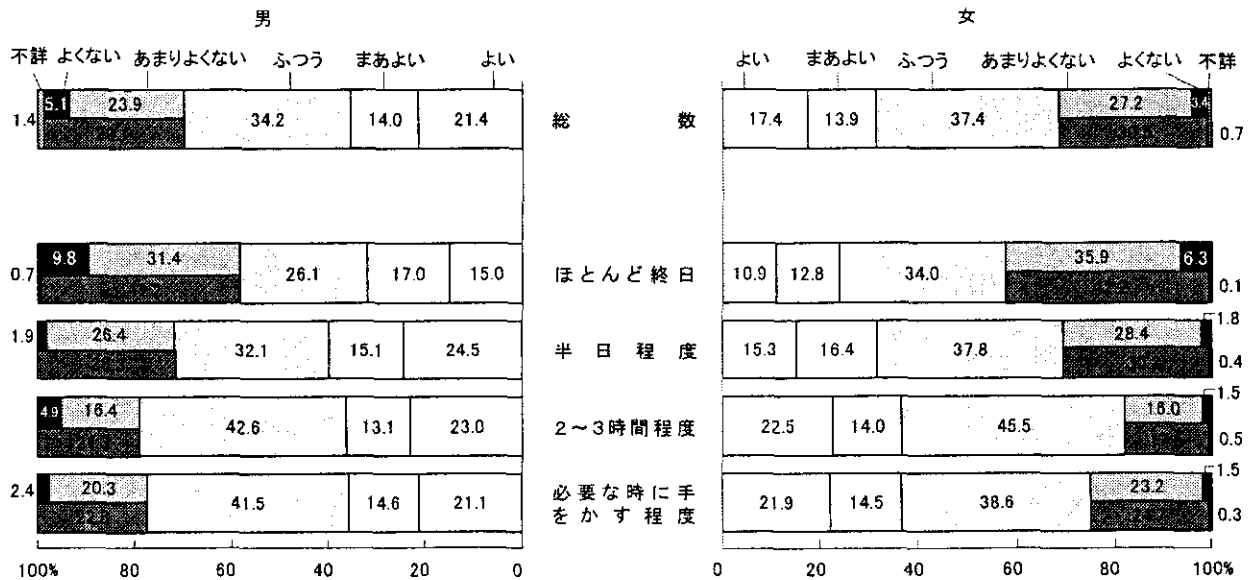 男
女
不詳 よくない あまりよくない ふつう まあよい よい
よい まあよい ふつう あまりよくない よくない 不詳
1.4 5.1 23.9 34.2 14.0 21.4 総数 17.4 13.9 37.4 27.2 3.4 0.7
0.7 9.8 31.4 26.1 17.0 15.0 ほとんど終日 10.9 12.8 34.0 35.9 6.3 0.1
1.9 26.4 32.1 15.1 24.5 半日程度 15.3 16.4 37.8 28.4 1.8 0.4
4.9 16.4 42.6 13.1 23.0 2～3時間程度 22.5 14.0 45.5 16.0 1.5 0.5
2.4 20.3 41.5 14.6 21.1 必要な時に手 21.9 14.5 38.6 23.2 1.5 0.3
をかす程度
100% 80 60 40 20 0
0 20 40 60 80 100%